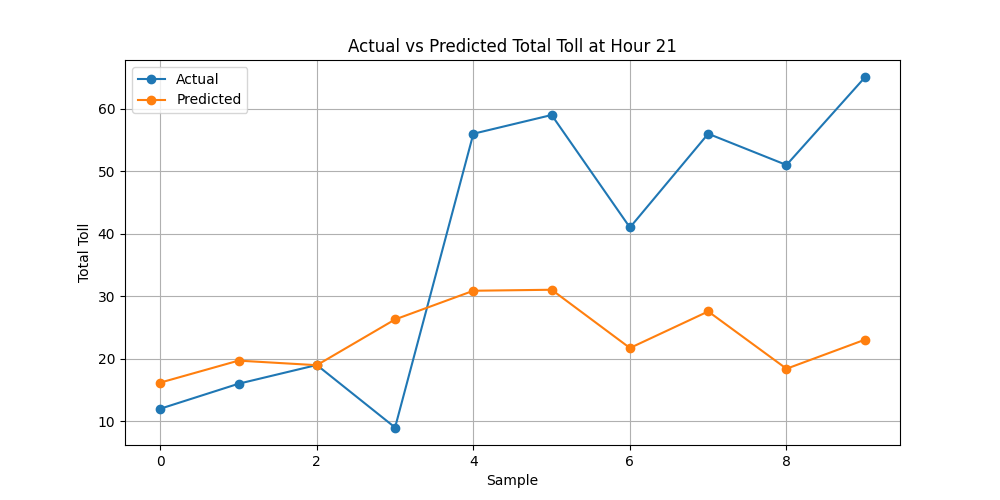 Actual vs Predicted Total Toll at Hour 21
Actual
Predicted
Total Toll
60
50
40
30
20
10
0 2 4 6 8
Sample